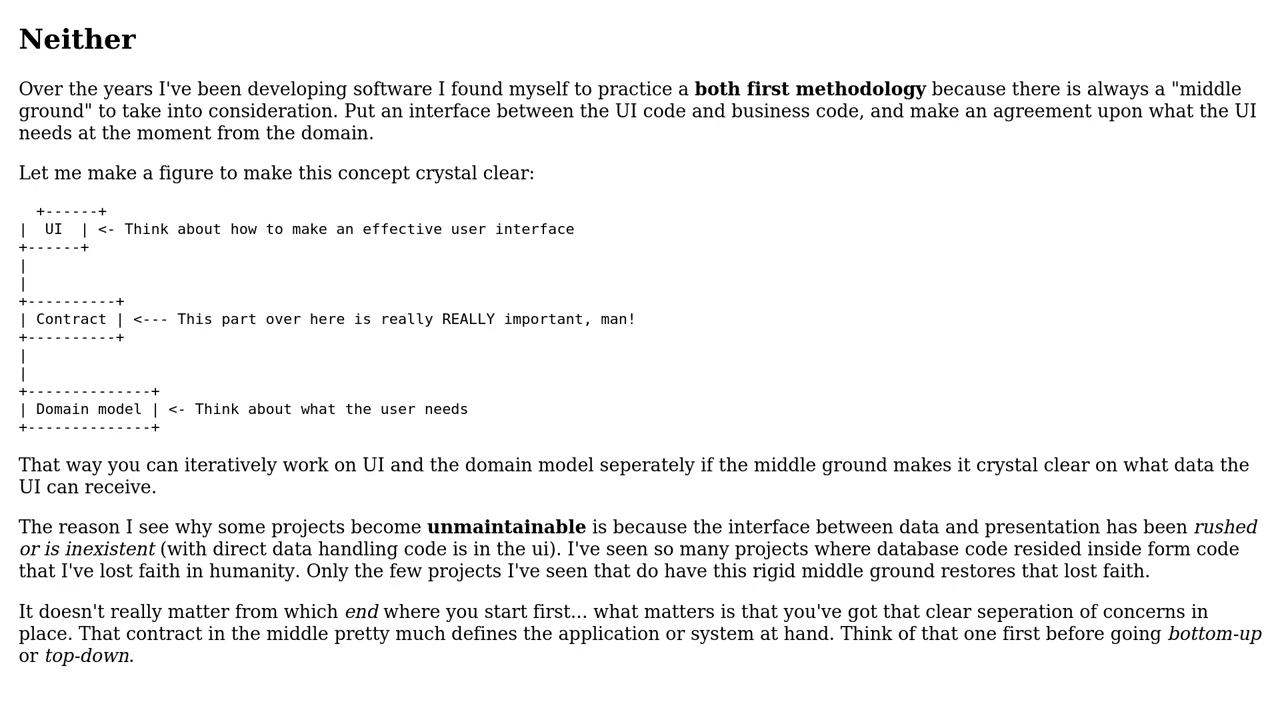 Neither
Over the years I've been developing software I found myself to practice a both first methodology because there is always a "middle
ground" to take into consideration. Put an interface between the UI code and business code, and make an agreement upon what the UI
needs at the moment from the domain.
Let me make a figure to make this concept crystal clear:
  +------+
|  UI  | <- Think about how to make an effective user interface
+------+
|
|
+----------+
| Contract | <--- This part over here is really REALLY important, man!
+----------+
|
|
+--------------+
| Domain model | <- Think about what the user needs
+--------------+
That way you can iteratively work on UI and the domain model seperately if the middle ground makes it crystal clear on what data the
UI can receive.
The reason I see why some projects become unmaintainable is because the interface between data and presentation has been rushed
or is inexistent (with direct data handling code is in the ui). I've seen so many projects where database code resided inside form code
that I've lost faith in humanity. Only the few projects I've seen that do have this rigid middle ground restores that lost faith.
It doesn't really matter from which end where you start first... what matters is that you've got that clear seperation of concerns in
place. That contract in the middle pretty much defines the application or system at hand. Think of that one first before going bottom-up
or top-down.